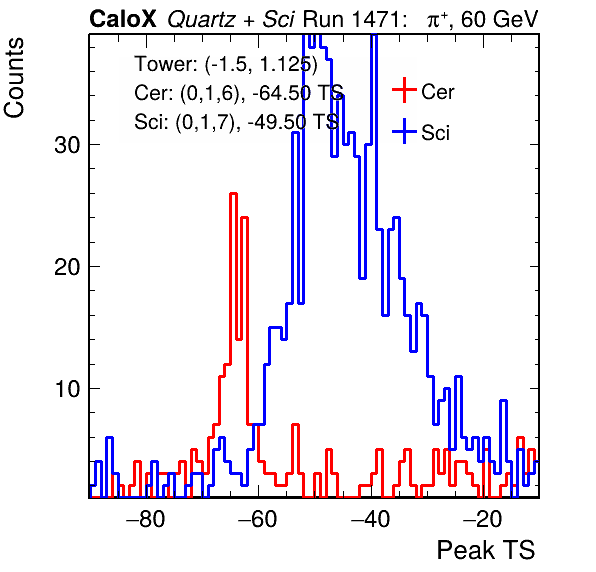 CaloX Quartz + Sci Run 1471: π⁺, 60 GeV
Counts
Tower: (-1.5, 1.125)
Cer: (0,1,6), -64.50 TS
Sci: (0,1,7), -49.50 TS
Cer
Sci
30
20
10
−80 −60 −40 −20
Peak TS